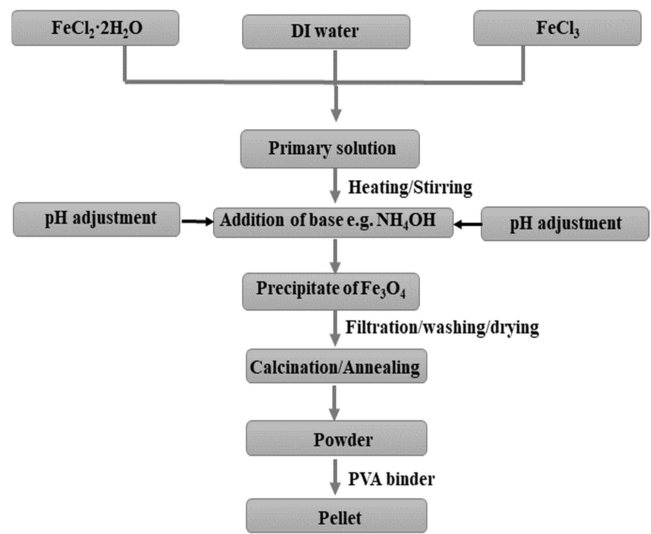 FeCl₂·2H₂O
DI water
FeCl₃
Primary solution
Heating/Stirring
pH adjustment
Addition of base e.g. NH₄OH
pH adjustment
Precipitate of Fe₃O₄
Filtration/washing/drying
Calcination/Annealing
Powder
PVA binder
Pellet